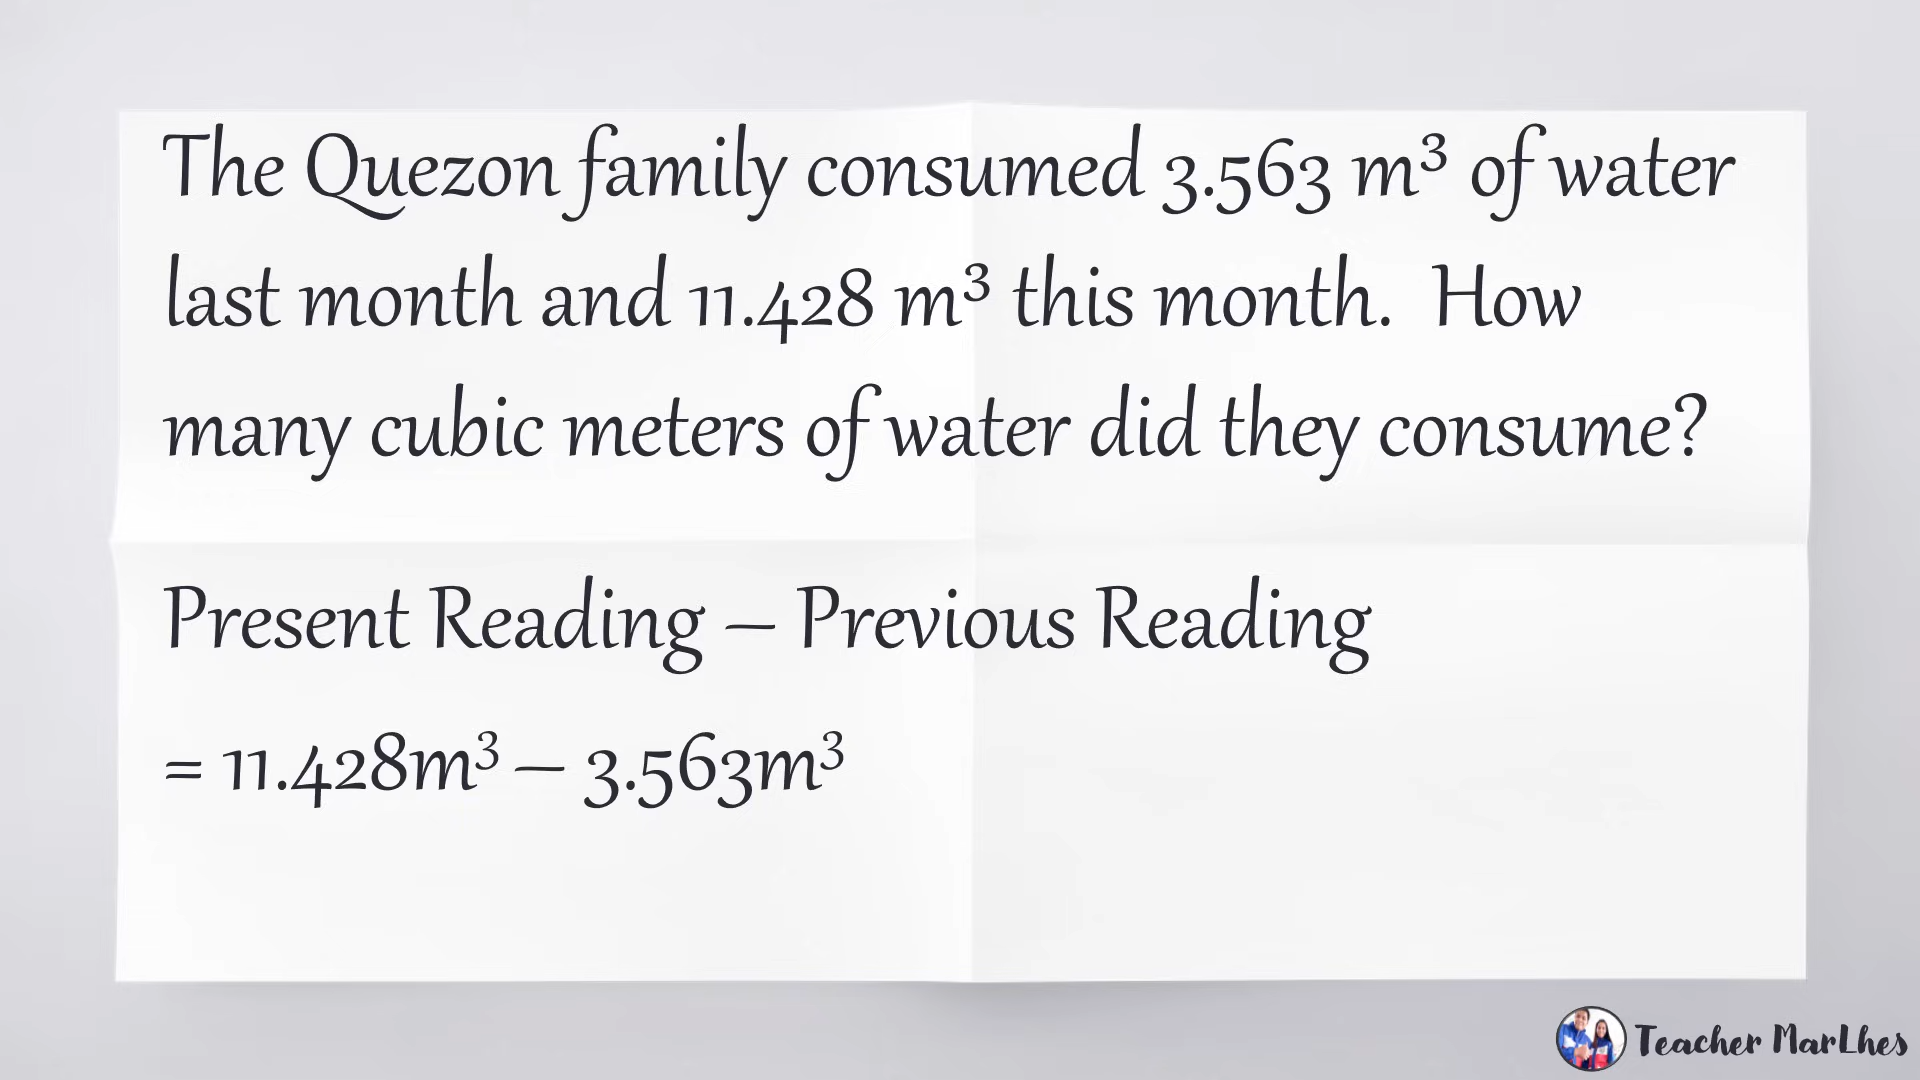 The Quezon family consumed 3.563 m³ of water
last month and 11.428 m³ this month.  How
many cubic meters of water did they consume?
Present Reading – Previous Reading
= 11.428m³ – 3.563m³
Teacher MarLhes